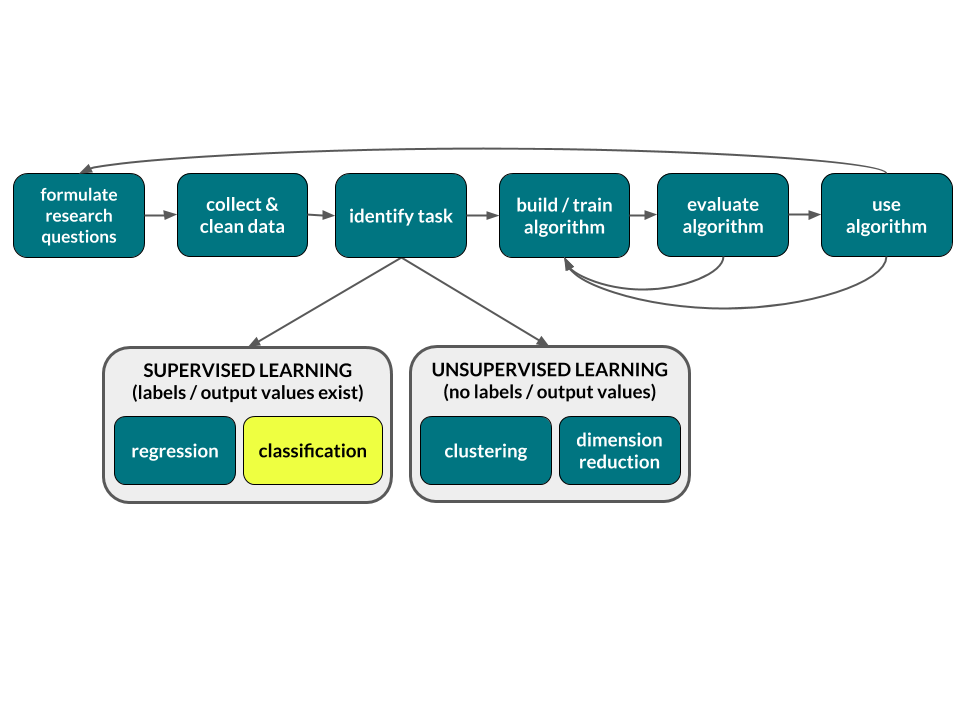 formulate
research
questions
collect &
clean data
identify task
build / train
algorithm
evaluate
algorithm
use
algorithm
SUPERVISED LEARNING
(labels / output values exist)
regression
classification
UNSUPERVISED LEARNING
(no labels / output values)
clustering
dimension
reduction